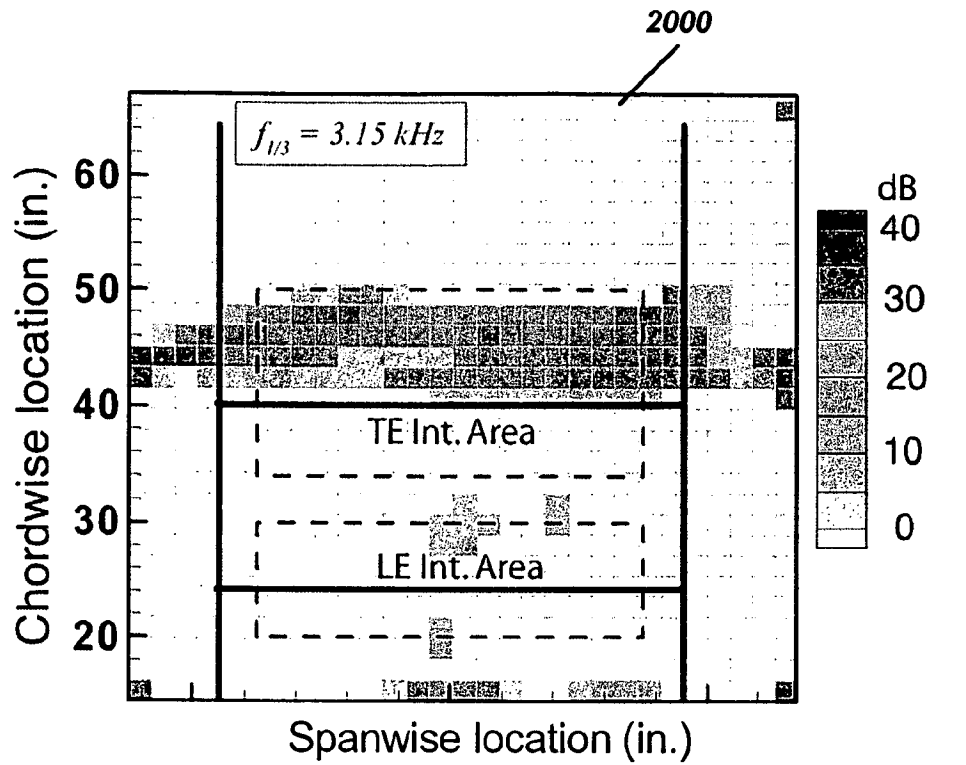 2000
f1/3 = 3.15 kHz
Chordwise location (in.)
60
50
40
30
20
TE Int. Area
LE Int. Area
Spanwise location (in.)
dB
40
30
20
10
0